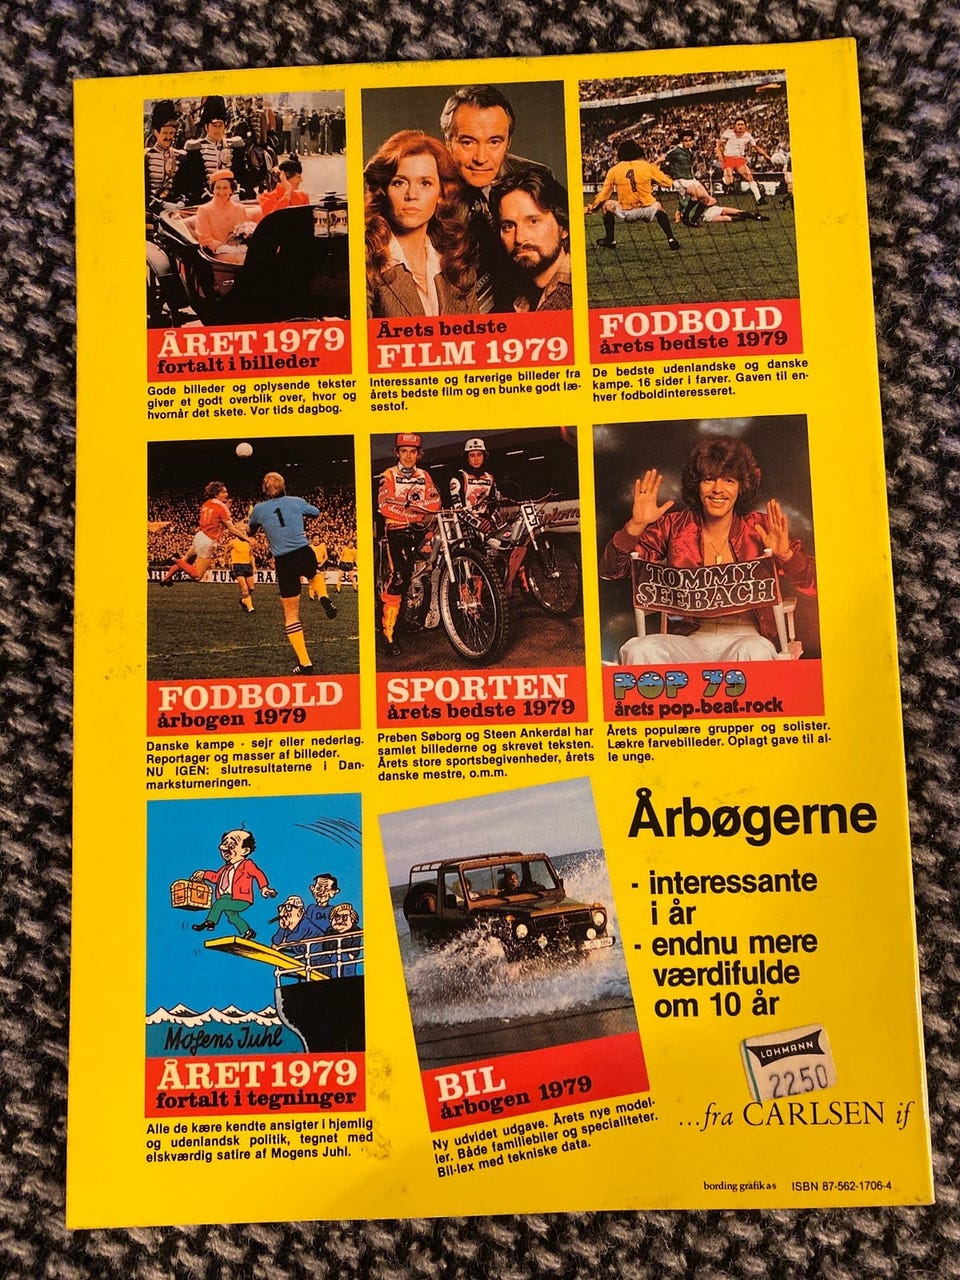 ÅRET 1979
fortalt i billeder
Gode billeder og oplysende tekster
giver et godt overblik over, hvor og
hvornår det skete. Vor tids dagbog.
Årets bedste
FILM 1979
Interessante og farverige billeder fra
årets bedste film og en bunke godt læ-
sestof.
1
FODBOLD
årets bedste 1979
De bedste udenlandske og danske
kampe. 16 sider i farver. Gaven til en-
hver fodboldinteresseret.
1
FODBOLD
årbogen 1979
Danske kampe - sejr eller nederlag.
Reportager og masser af billeder.
NU IGEN: slutresultaterne i Dan-
marksturneringen.
SPORTEN
årets bedste 1979
Preben Søborg og Steen Ankerdal har
samlet billederne og skrevet teksten.
Årets store sportsbegivenheder, årets
danske mestre, o.m.m.
TOMMY
SEEBACH
POP 79
årets pop-beat-rock
Årets populære grupper og solister.
Lækre farvebilleder. Oplagt gave til al-
le unge.
Mogens Juhl
ÅRET 1979
fortalt i tegninger
Alle de kære kendte ansigter i hjemlig
og udenlandsk politik, tegnet med
elskværdig satire af Mogens Juhl.
BIL
årbogen 1979
Ny udvidet udgave. Årets nye model-
ler. Både familiebiler og specialiteter.
Bil-lex med tekniske data.
Årbøgerne
- interessante
i år
- endnu mere
værdifulde
om 10 år
LOHMANN
22.50
...fra CARLSEN if
bording grafik a·s ISBN 87-562-1706-4